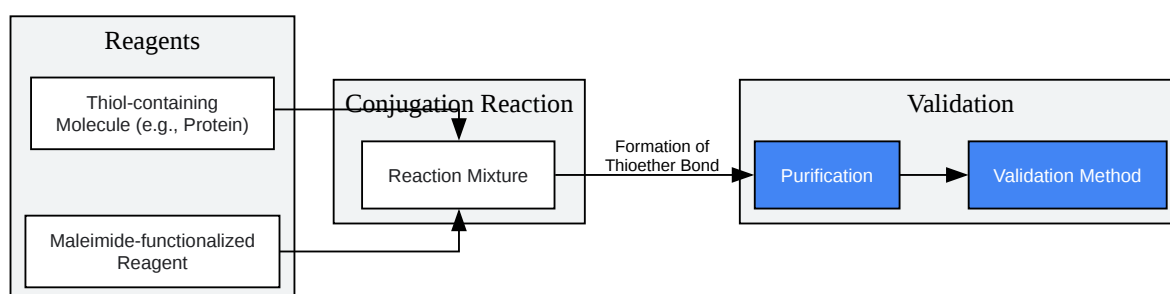 Reagents
Thiol-containing
Molecule (e.g., Protein)
Maleimide-functionalized
Reagent
Conjugation Reaction
Reaction Mixture
Formation of
Thioether Bond
Validation
Purification
Validation Method